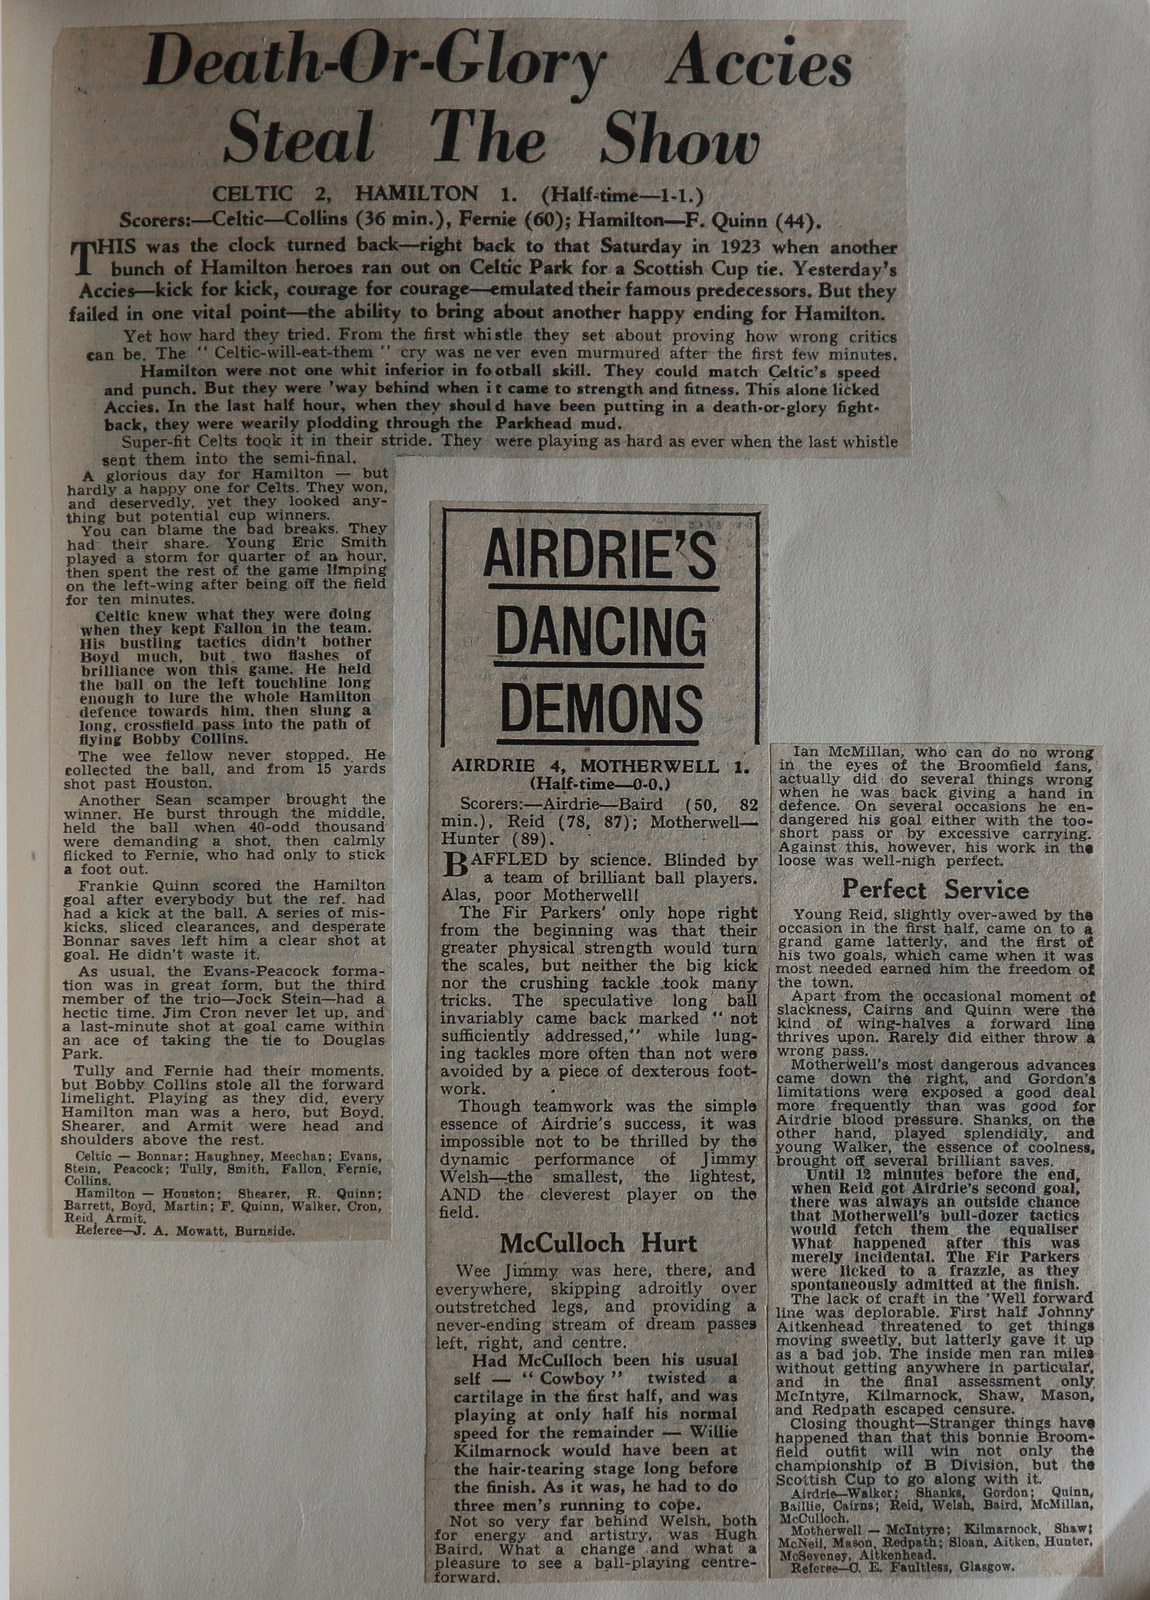 Death-Or-Glory Accies
Steal The Show
CELTIC 2, HAMILTON 1. (Half-time—1-1.)
Scorers:—Celtic—Collins (36 min.), Fernie (60); Hamilton—F. Quinn (44).
THIS was the clock turned back—right back to that Saturday in 1923 when another
bunch of Hamilton heroes ran out on Celtic Park for a Scottish Cup tie. Yesterday's
Accies—kick for kick, courage for courage—emulated their famous predecessors. But they
failed in one vital point—the ability to bring about another happy ending for Hamilton.
Yet how hard they tried. From the first whistle they set about proving how wrong critics
can be. The " Celtic-will-eat-them " cry was never even murmured after the first few minutes.
Hamilton were not one whit inferior in football skill. They could match Celtic's speed
and punch. But they were 'way behind when it came to strength and fitness. This alone licked
Accies. In the last half hour, when they should have been putting in a death-or-glory fight-
back, they were wearily plodding through the Parkhead mud.
Super-fit Celts took it in their stride. They were playing as hard as ever when the last whistle
sent them into the semi-final.
A glorious day for Hamilton — but
hardly a happy one for Celts. They won,
and deservedly, yet they looked any-
thing but potential cup winners.
You can blame the bad breaks. They
had their share. Young Eric Smith
played a storm for quarter of an hour,
then spent the rest of the game limping
on the left-wing after being off the field
for ten minutes.
Celtic knew what they were doing
when they kept Fallon in the team.
His bustling tactics didn't bother
Boyd much, but two flashes of
brilliance won this game. He held
the ball on the left touchline long
enough to lure the whole Hamilton
defence towards him, then slung a
long, crossfield pass into the path of
flying Bobby Collins.
The wee fellow never stopped. He
collected the ball, and from 15 yards
shot past Houston.
Another Sean scamper brought the
winner. He burst through the middle,
held the ball when 40-odd thousand
were demanding a shot, then calmly
flicked to Fernie, who had only to stick
a foot out.
Frankie Quinn scored the Hamilton
goal after everybody but the ref. had
had a kick at the ball. A series of mis-
kicks, sliced clearances, and desperate
Bonnar saves left him a clear shot at
goal. He didn't waste it.
As usual, the Evans-Peacock forma-
tion was in great form, but the third
member of the trio—Jock Stein—had a
hectic time. Jim Cron never let up, and
a last-minute shot at goal came within
an ace of taking the tie to Douglas
Park.
Tully and Fernie had their moments,
but Bobby Collins stole all the forward
limelight. Playing as they did, every
Hamilton man was a hero, but Boyd,
Shearer, and Armit were head and
shoulders above the rest.
Celtic — Bonnar; Haughney, Meechan; Evans,
Stein, Peacock; Tully, Smith, Fallon, Fernie,
Collins.
Hamilton — Houston; Shearer, R. Quinn;
Barrett, Boyd, Martin; F. Quinn, Walker, Cron,
Reid, Armit.
Referee—J. A. Mowatt, Burnside.
AIRDRIE'S
DANCING
DEMONS
AIRDRIE 4, MOTHERWELL 1.
(Half-time—0-0.)
Scorers:—Airdrie—Baird (50, 82
min.), Reid (78, 87); Motherwell—
Hunter (89).
BAFFLED by science. Blinded by
a team of brilliant ball players.
Alas, poor Motherwell!
The Fir Parkers' only hope right
from the beginning was that their
greater physical strength would turn
the scales, but neither the big kick
nor the crushing tackle took many
tricks. The speculative long ball
invariably came back marked " not
sufficiently addressed," while lung-
ing tackles more often than not were
avoided by a piece of dexterous foot-
work.
Though teamwork was the simple
essence of Airdrie's success, it was
impossible not to be thrilled by the
dynamic performance of Jimmy
Welsh—the smallest, the lightest,
AND the cleverest player on the
field.
McCulloch Hurt
Wee Jimmy was here, there, and
everywhere, skipping adroitly over
outstretched legs, and providing a
never-ending stream of dream passes
left, right, and centre.
Had McCulloch been his usual
self — " Cowboy " twisted a
cartilage in the first half, and was
playing at only half his normal
speed for the remainder — Willie
Kilmarnock would have been at
the hair-tearing stage long before
the finish. As it was, he had to do
three men's running to cope.
Not so very far behind Welsh, both
for energy and artistry, was Hugh
Baird. What a change and what a
pleasure to see a ball-playing centre-
forward.
Ian McMillan, who can do no wrong
in the eyes of the Broomfield fans,
actually did do several things wrong
when he was back giving a hand in
defence. On several occasions he en-
dangered his goal either with the too-
short pass or by excessive carrying.
Against this, however, his work in the
loose was well-nigh perfect.
Perfect Service
Young Reid, slightly over-awed by the
occasion in the first half, came on to a
grand game latterly, and the first of
his two goals, which came when it was
most needed earned him the freedom of
the town.
Apart from the occasional moment of
slackness, Cairns and Quinn were the
kind of wing-halves a forward line
thrives upon. Rarely did either throw a
wrong pass.
Motherwell's most dangerous advances
came down the right, and Gordon's
limitations were exposed a good deal
more frequently than was good for
Airdrie blood pressure. Shanks, on the
other hand, played splendidly, and
young Walker, the essence of coolness,
brought off several brilliant saves.
Until 12 minutes before the end,
when Reid got Airdrie's second goal,
there was always an outside chance
that Motherwell's bull-dozer tactics
would fetch them the equaliser
What happened after this was
merely incidental. The Fir Parkers
were licked to a frazzle, as they
spontaneously admitted at the finish.
The lack of craft in the 'Well forward
line was deplorable. First half Johnny
Aitkenhead threatened to get things
moving sweetly, but latterly gave it up
as a bad job. The inside men ran miles
without getting anywhere in particular,
and in the final assessment only
McIntyre, Kilmarnock, Shaw, Mason,
and Redpath escaped censure.
Closing thought—Stranger things have
happened than that this bonnie Broom-
field outfit will win not only the
championship of B Division, but the
Scottish Cup to go along with it.
Airdrie—Walker; Shanks, Gordon; Quinn,
Baillie, Cairns; Reid, Welsh, Baird, McMillan,
McCulloch.
Motherwell — McIntyre; Kilmarnock, Shaw;
McNeil, Mason, Redpath; Sloan, Aitken, Hunter,
McSeveney, Aitkenhead.
Referee—C. E. Faultless, Glasgow.